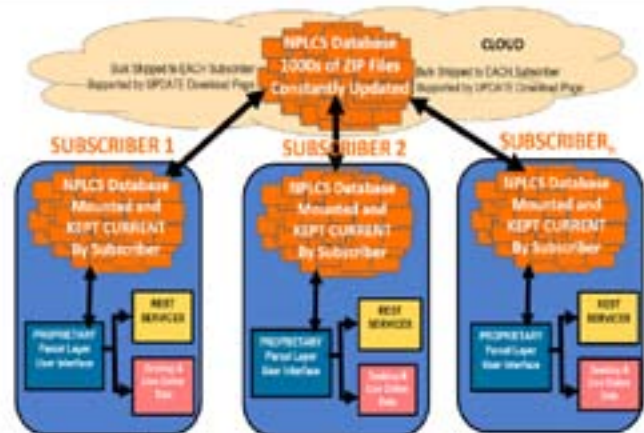 NPLCS Database
1000s of ZIP Files
Constantly Updated
CLOUD
Bulk Shipped to EACH Subscriber
Supported by UPDATE Download Page
Bulk Shipped to EACH Subscriber
Supported by UPDATE Download Page
SUBSCRIBER 1
SUBSCRIBER 2
SUBSCRIBER
NPLCS Database
Mounted and
KEPT CURRENT
By Subscriber
NPLCS Database
Mounted and
KEPT CURRENT
By Subscriber
NPLCS Database
Mounted and
KEPT CURRENT
By Subscriber
PROPRIETARY
Parcel Layer
User Interface
REST
SERVICES
PROPRIETARY
Parcel Layer
User Interface
REST
SERVICES
PROPRIETARY
Parcel Layer
User Interface
REST
SERVICES